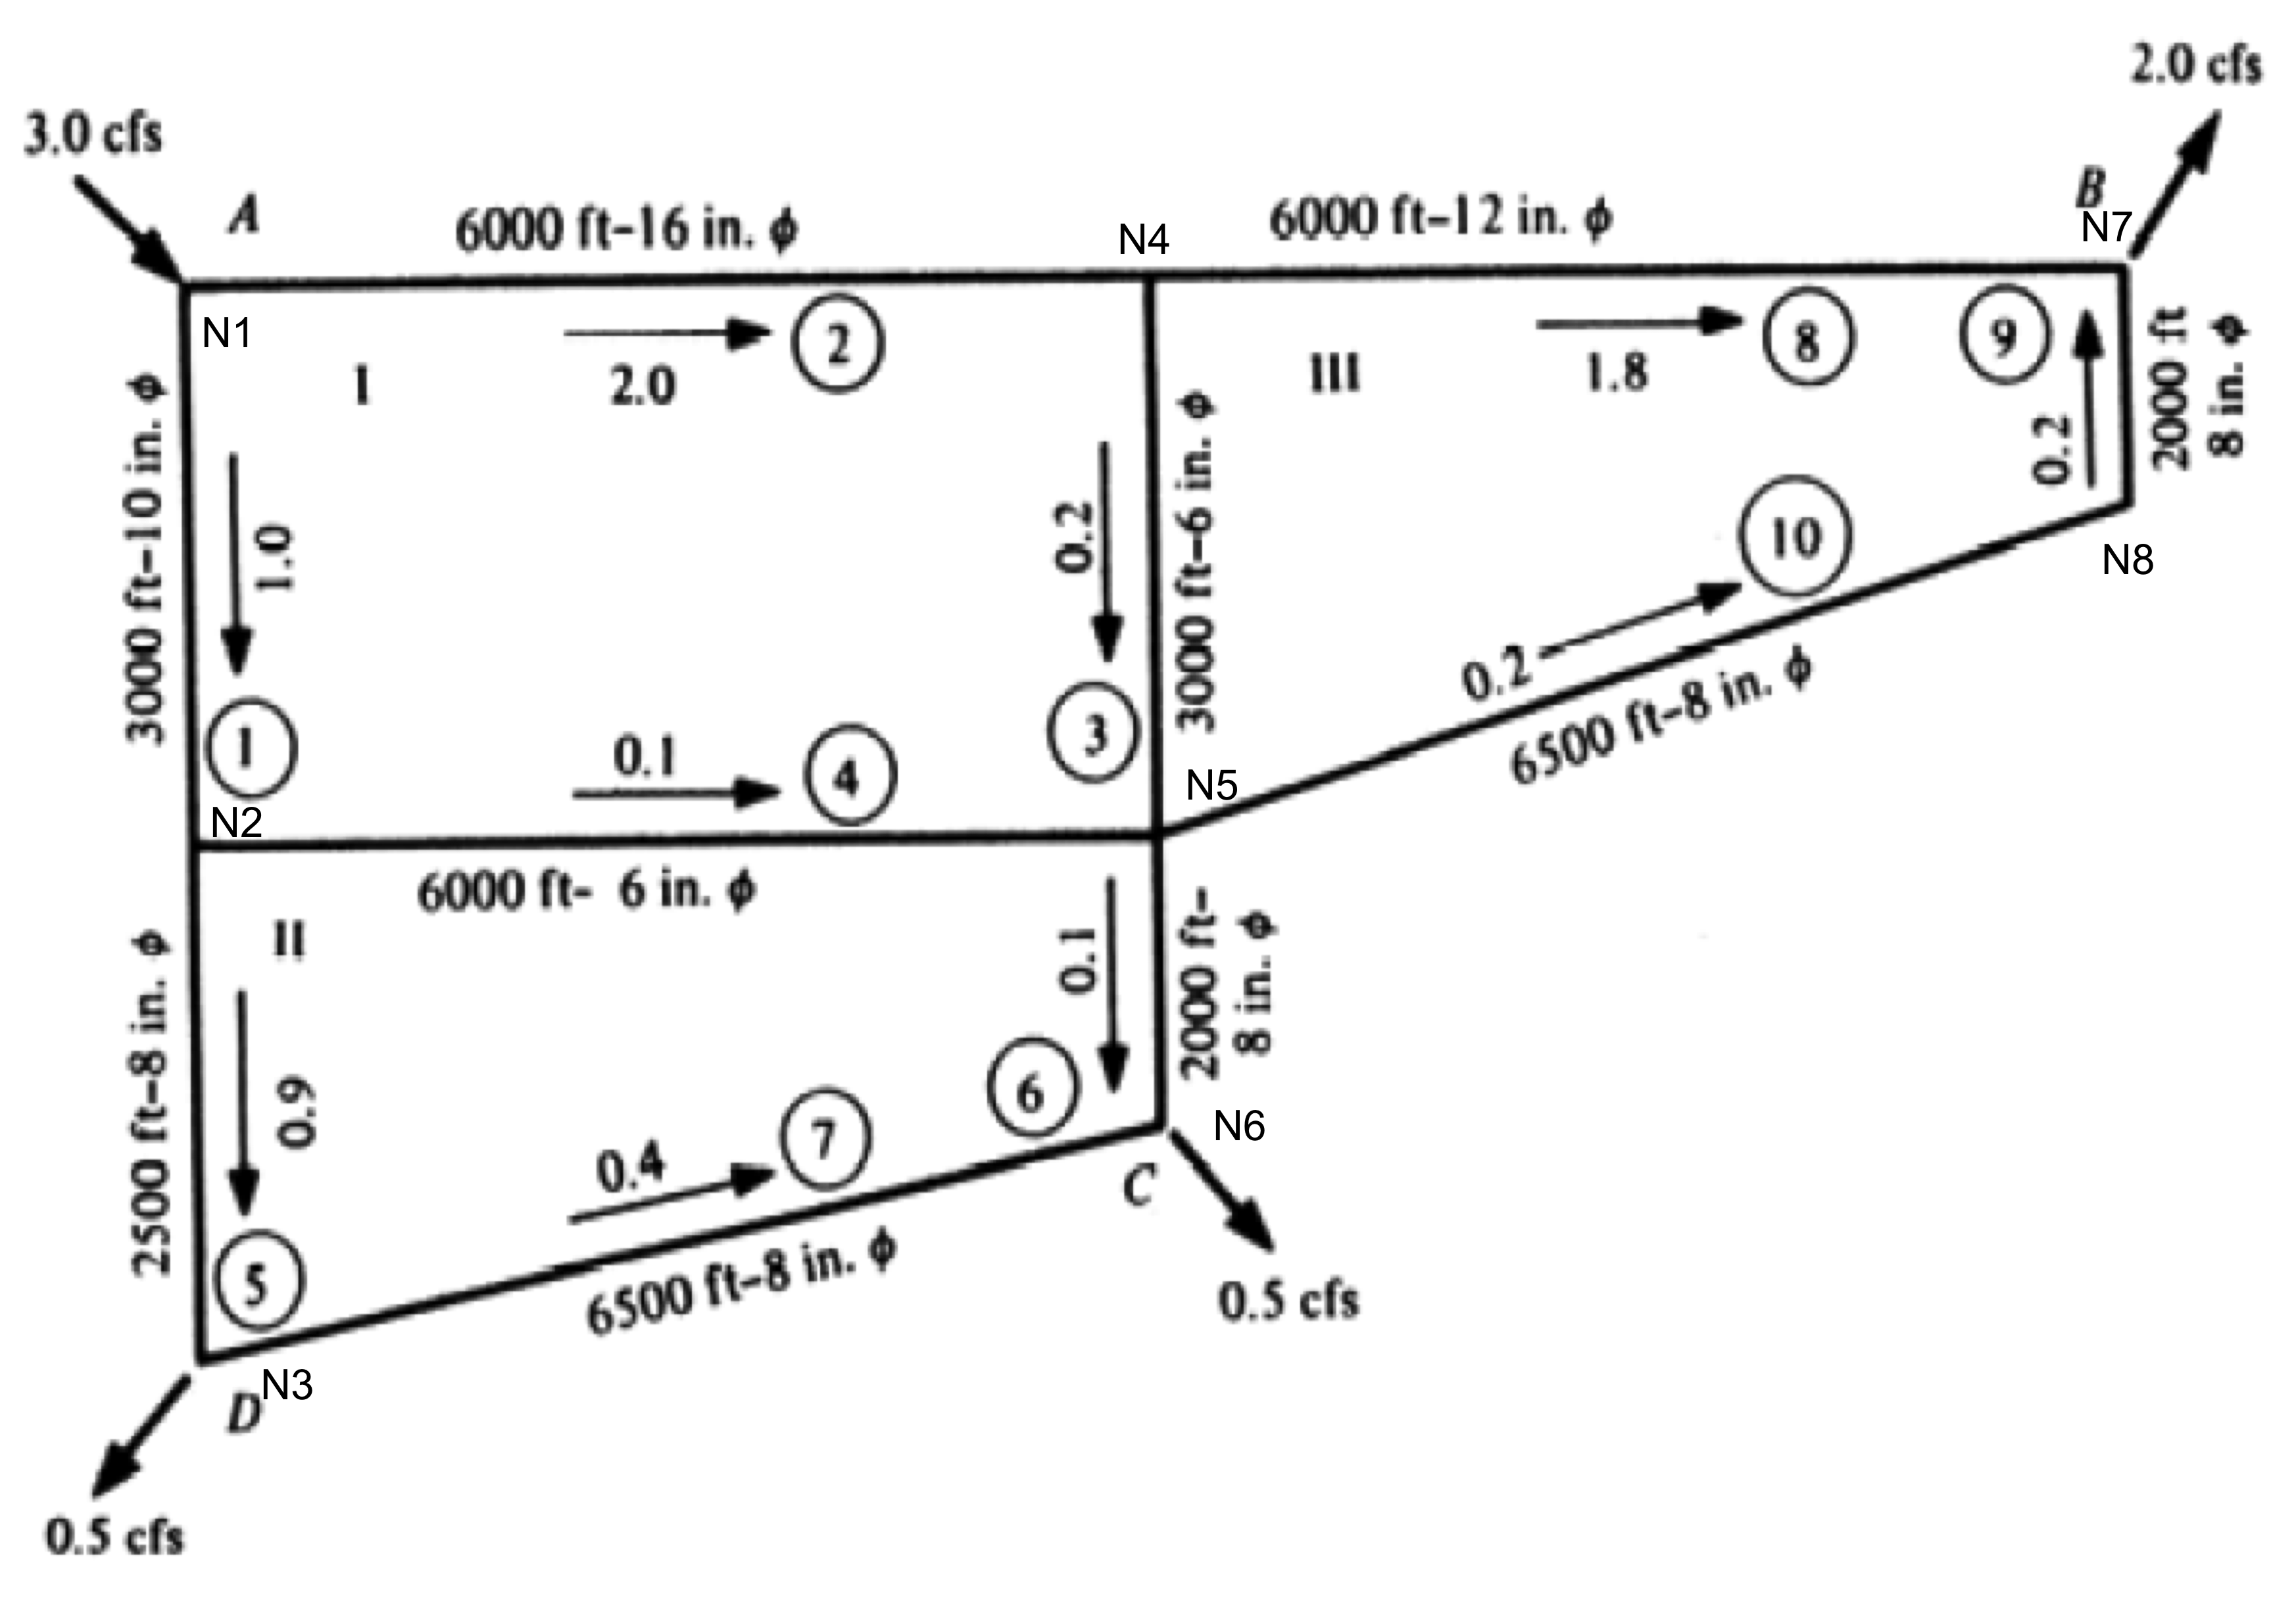 2.0 cfs
3.0 cfs
A
B
6000 ft-16 in. ϕ
N4
6000 ft-12 in. ϕ
N7
N1
2
8
9
I
2.0
III
1.8
2000 ft
8 in. ϕ
3000 ft-10 in. ϕ
1.0
0.2
3000 ft-6 in. ϕ
0.2
10
N8
0.2
6500 ft-8 in. ϕ
1
0.1
4
3
N5
N2
6000 ft- 6 in. ϕ
II
0.1
2000 ft-
8 in. ϕ
2500 ft-8 in. ϕ
0.9
6
7
0.4
N6
C
5
6500 ft-8 in. ϕ
0.5 cfs
N3
D
0.5 cfs